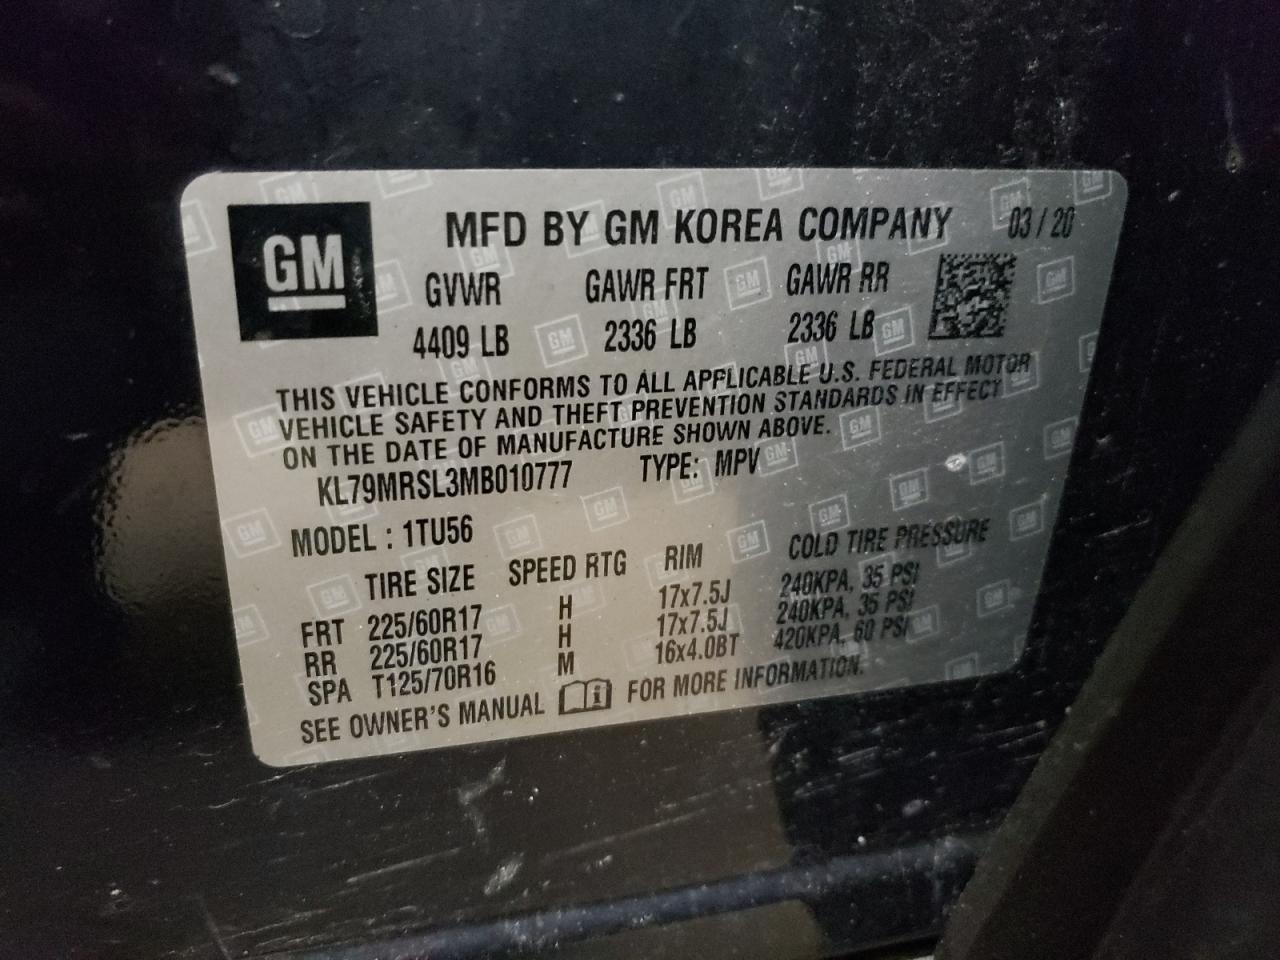 GM
MFD BY GM KOREA COMPANY 03/20
GVWR GAWR FRT GAWR RR
4409 LB 2336 LB 2336 LB
THIS VEHICLE CONFORMS TO ALL APPLICABLE U.S. FEDERAL MOTOR
VEHICLE SAFETY AND THEFT PREVENTION STANDARDS IN EFFECT
ON THE DATE OF MANUFACTURE SHOWN ABOVE.
KL79MRSL3MB010777 TYPE: MPV
MODEL : 1TU56
TIRE SIZE SPEED RTG RIM COLD TIRE PRESSURE
FRT 225/60R17 H 17x7.5J 240KPA, 35 PSI
RR 225/60R17 H 17x7.5J 240KPA, 35 PSI
SPA T125/70R16 M 16x4.0BT 420KPA, 60 PSI
SEE OWNER'S MANUAL FOR MORE INFORMATION.